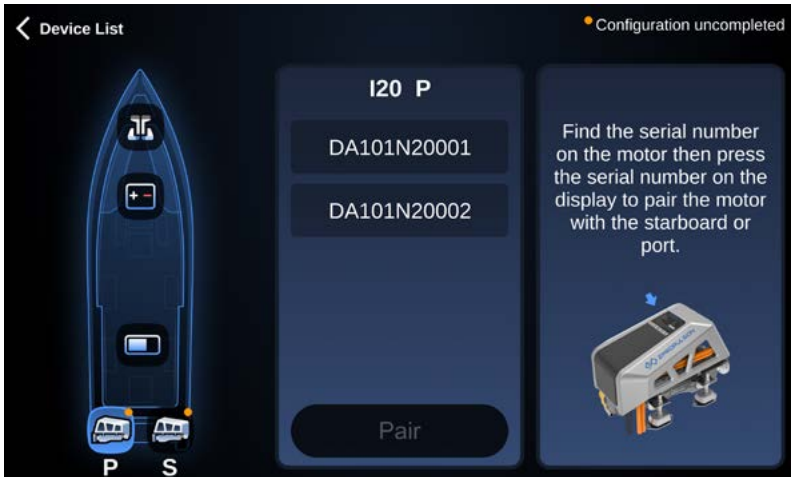 Device List
Configuration uncompleted
I20 P
DA101N20001
DA101N20002
Pair
Find the serial number
on the motor then press
the serial number on the
display to pair the motor
with the starboard or
port.
EPROPULSION
P
S